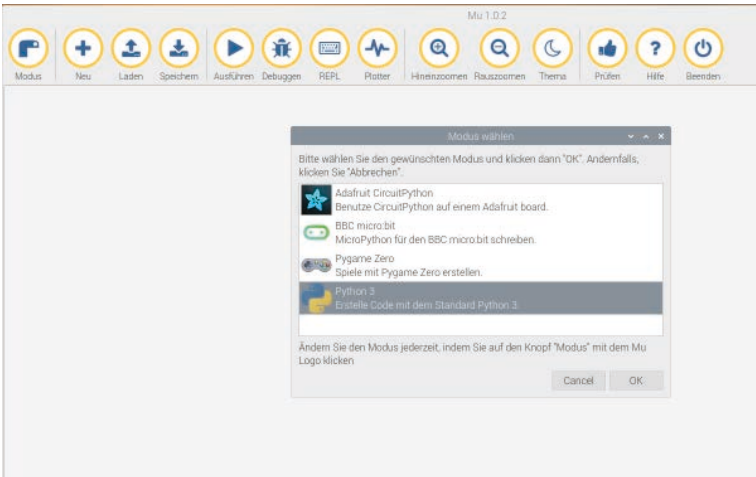 Mu 1.0.2
Modus Neu Laden Speichern Ausführen Debuggen REPL Plotter Hineinzoomen Rauszoomen Thema Prüfen Hilfe Beenden
Modus wählen
Bitte wählen Sie den gewünschten Modus und klicken dann "OK". Andernfalls,
klicken Sie "Abbrechen".
Adafruit CircuitPython
Benutze CircuitPython auf einem Adafruit board.
BBC micro:bit
MicroPython für den BBC micro:bit schreiben.
Pygame Zero
Spiele mit Pygame Zero erstellen.
Python 3
Erstelle Code mit dem Standard Python 3.
Ändern Sie den Modus jederzeit, indem Sie auf den Knopf "Modus" mit dem Mu
Logo klicken
Cancel OK